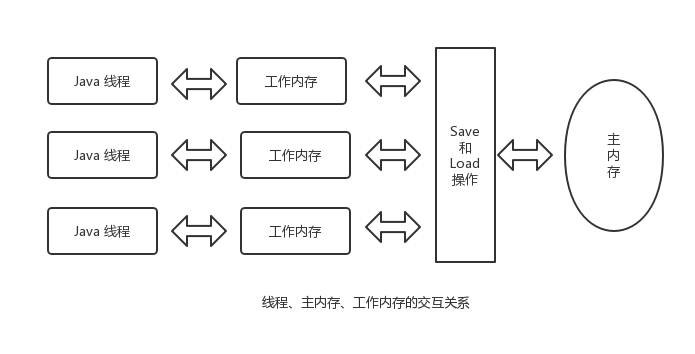 Java 线程
工作内存
Java 线程
工作内存
Java 线程
工作内存
Save
和
Load
操作
主
内
存
线程、主内存、工作内存的交互关系